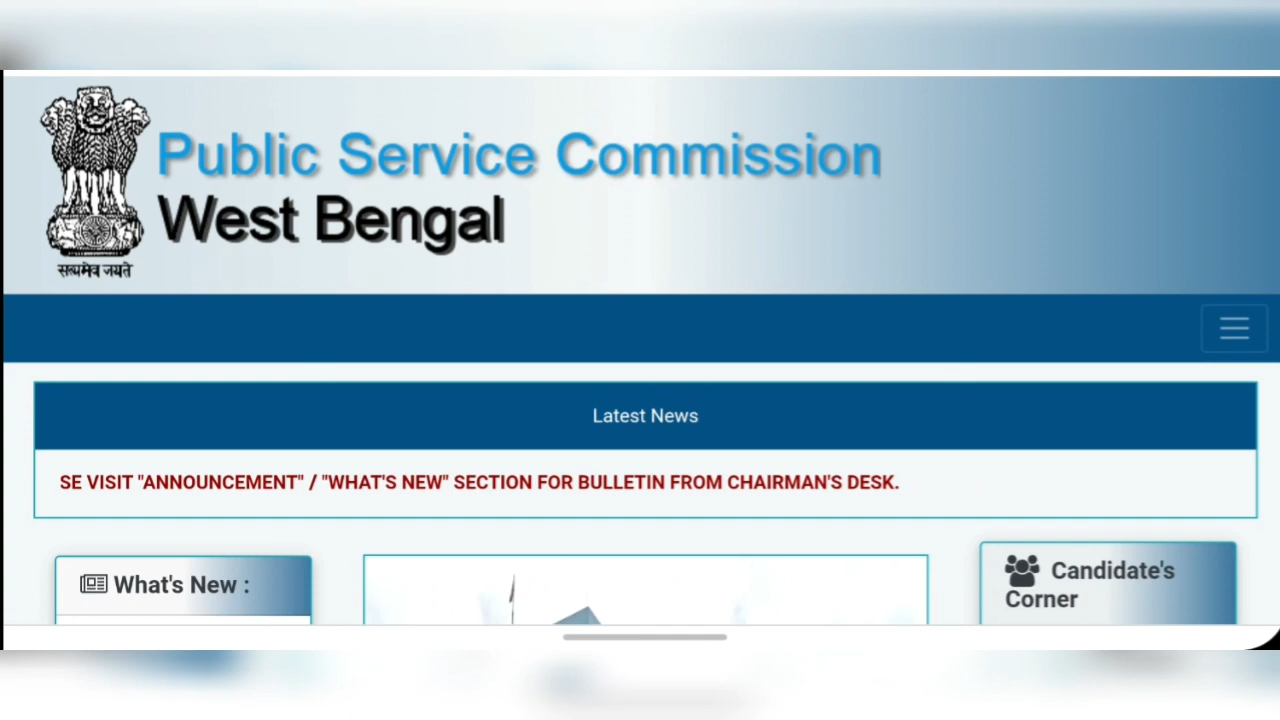 Public Service Commission
West Bengal
सत्यमेव जयते
Latest News
SE VISIT "ANNOUNCEMENT" / "WHAT'S NEW" SECTION FOR BULLETIN FROM CHAIRMAN'S DESK.
What's New :
Candidate's
Corner